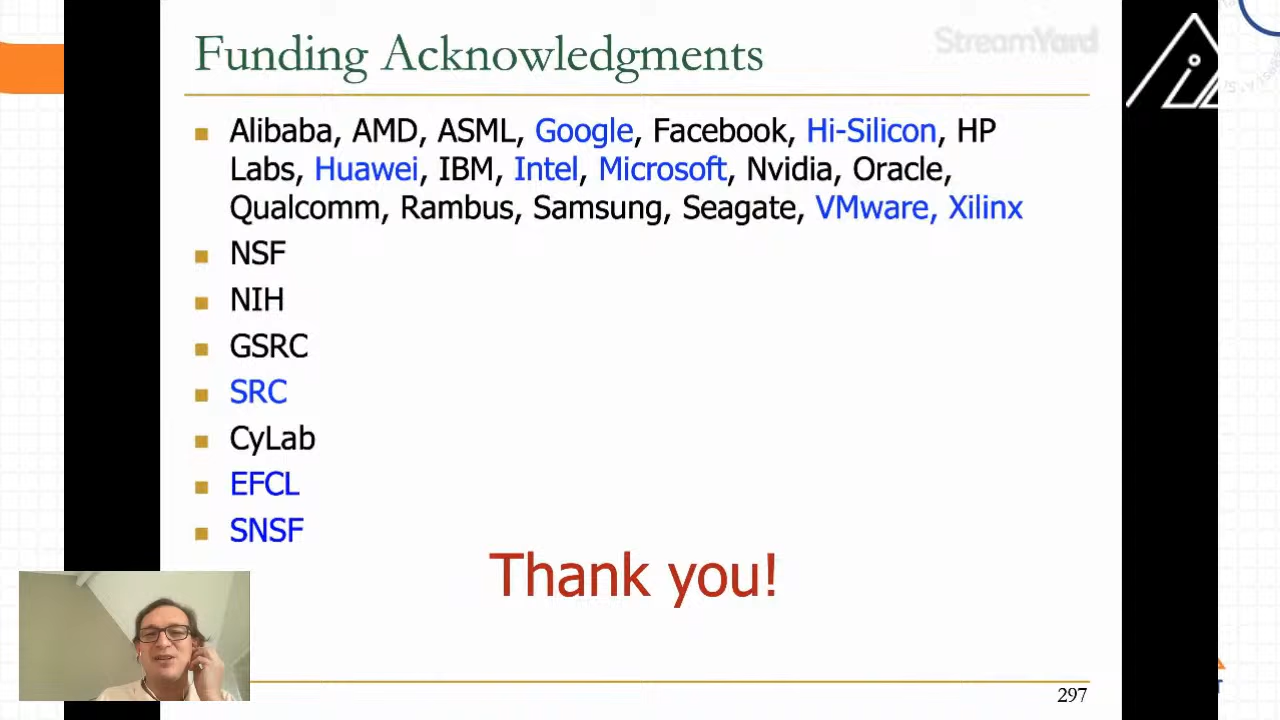 Funding Acknowledgments
StreamYard
Alibaba, AMD, ASML, Google, Facebook, Hi-Silicon, HP
Labs, Huawei, IBM, Intel, Microsoft, Nvidia, Oracle,
Qualcomm, Rambus, Samsung, Seagate, VMware, Xilinx
NSF
NIH
GSRC
SRC
CyLab
EFCL
SNSF
Thank you!
297